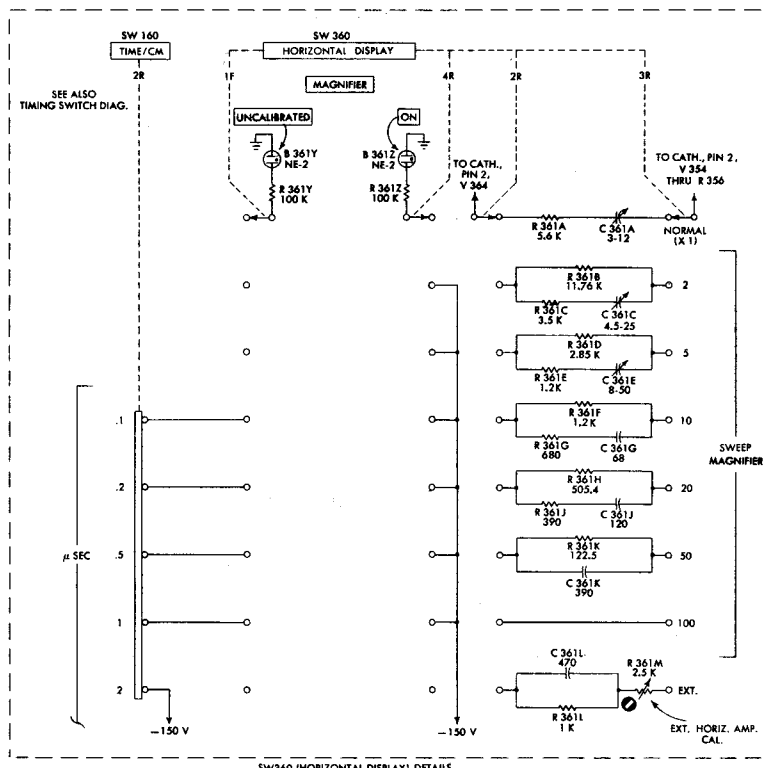 SW 160
TIME/CM
SW 360
HORIZONTAL DISPLAY
2R
1F
4R
2R
3R
SEE ALSO
TIMING SWITCH DIAG.
MAGNIFIER
UNCALIBRATED
ON
B 361Y
NE-2
B 361Z
NE-2
R 361Y
100 K
R 361Z
100 K
TO CATH.,
PIN 2,
V 364
TO CATH., PIN 2,
V 354
THRU R 356
R 361A
5.6 K
C 361A
3-12
NORMAL
(X 1)
R 361B
11.76 K
R 361C
3.5 K
C 361C
4.5-25
2
R 361D
2.85 K
R 361E
1.2K
C 361E
8-50
5
.1
R 361F
1.2 K
R 361G
680
C 361G
68
10
SWEEP
MAGNIFIER
.2
R 361H
505.4
R 361J
390
C 361J
120
20
μ SEC
.5
R 361K
122.5
C 361K
390
50
1
100
2
C 361L
470
R 361L
1 K
R 361M
2.5 K
EXT.
−150 V
−150 V
EXT. HORIZ. AMP.
CAL.
SW360 (HORIZONTAL DISPLAY) DETAILS